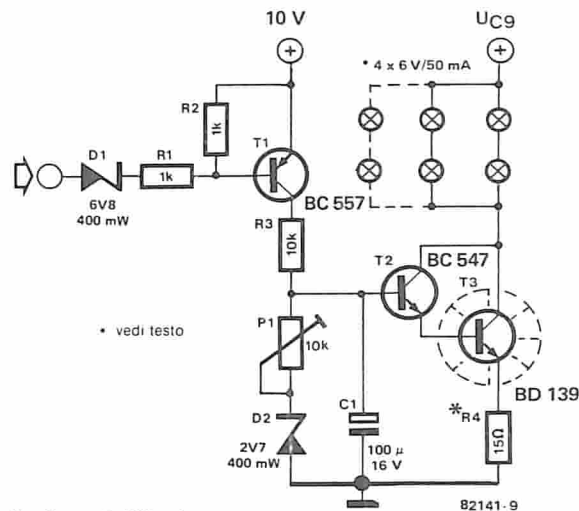 10 V
UC9
* 4 x 6 V/50 mA
R2
1k
D1
R1
1k
T1
6V8
400 mW
BC 557
R3
10k
T2
BC 547
T3
• vedi testo
P1
10k
BD 139
D2
C1
*R4
15Ω
2V7
400 mW
100 µ
16 V
82141-9